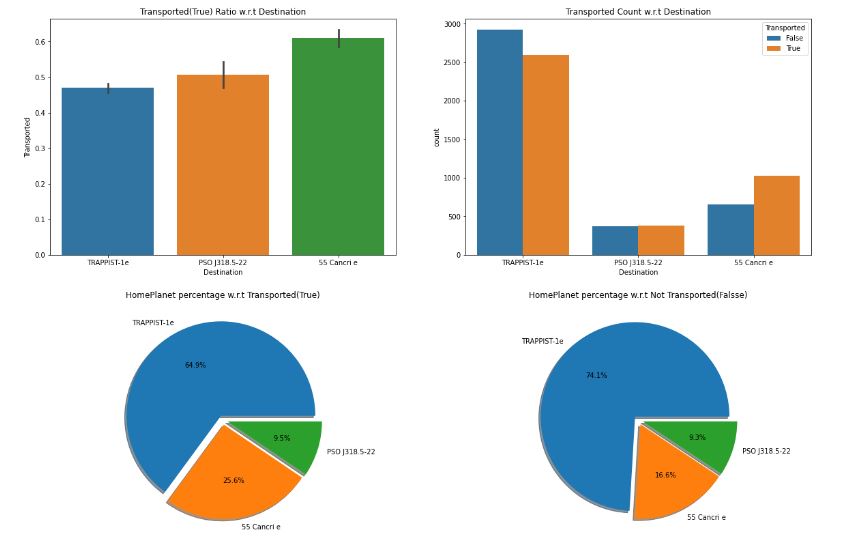 Transported(True) Ratio w.r.t Destination
0.6
0.5
0.4
0.3
0.2
0.1
0.0
Transported
TRAPPIST-1e
PSO J318.5-22
55 Cancri e
Destination
Transported Count w.r.t Destination
3000
2500
2000
1500
1000
500
0
count
Transported
False
True
TRAPPIST-1e
PSO J318.5-22
55 Cancri e
Destination
HomePlanet percentage w.r.t Transported(True)
TRAPPIST-1e
64.9%
9.5%
PSO J318.5-22
25.6%
55 Cancri e
HomePlanet percentage w.r.t Not Transported(Falsse)
TRAPPIST-1e
74.1%
9.3%
PSO J318.5-22
16.6%
55 Cancri e